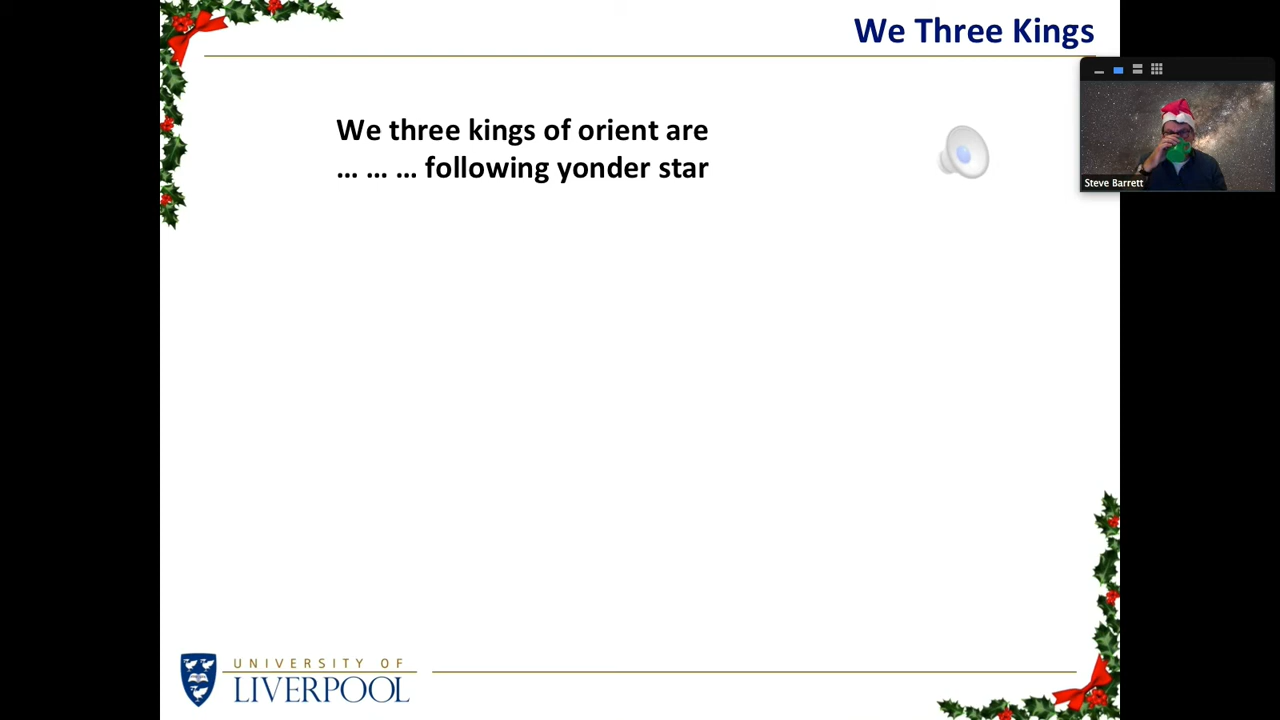 We Three Kings
We three kings of orient are
… … … following yonder star
Steve Barrett
UNIVERSITY OF
LIVERPOOL